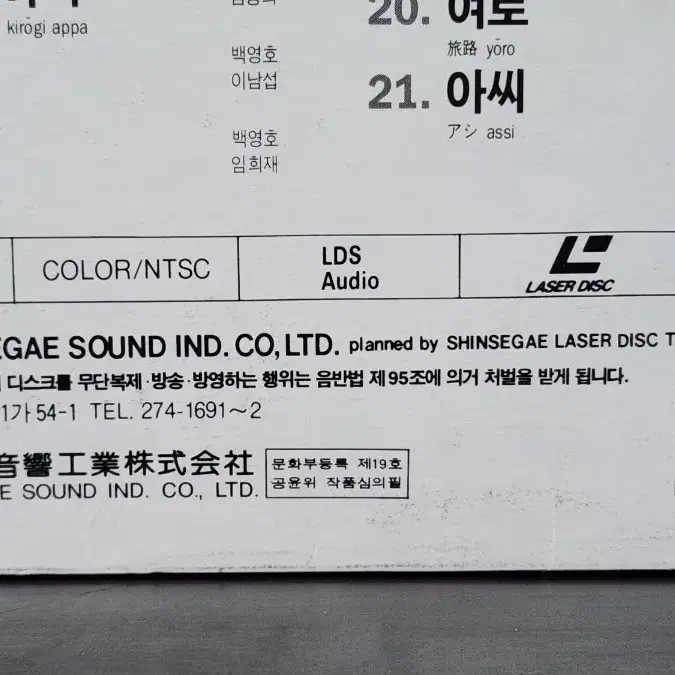 kirōgi appa
백영호
이남섭
백영호
임희재
20. 여로
旅路 yōro
21. 아씨
アシ assi
COLOR/NTSC
LDS
Audio
LASER DISC
EGAE SOUND IND. CO,LTD. planned by SHINSEGAE LASER DISC T
디스크를 무단복제·방송·방영하는 행위는 음반법 제95조에 의거 처벌을 받게 됩니다.
1가 54-1 TEL. 274-1691~2
音響工業株式会社
E SOUND IND. CO., LTD.
문화부등록 제19호
공윤위 작품심의필